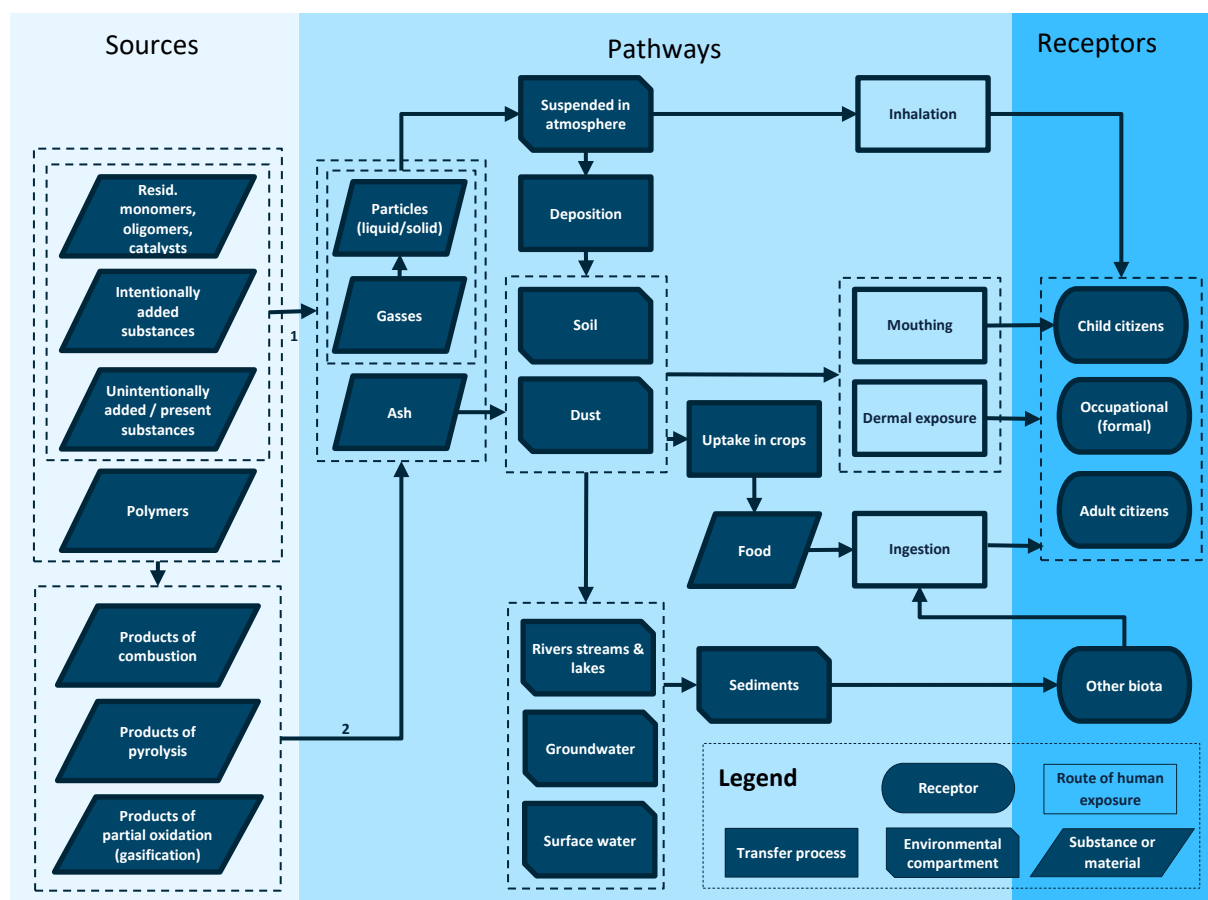 Sources
Pathways
Receptors
Suspended in
atmosphere
Inhalation
Resid.
monomers,
oligomers,
catalysts
Particles
(liquid/solid)
Deposition
Intentionally
added
substances
Gasses
Soil
Mouthing
Child citizens
1
Unintentionally
added / present
substances
Ash
Dust
Uptake in crops
Dermal exposure
Occupational
(formal)
Polymers
Food
Ingestion
Adult citizens
Products of
combustion
Rivers streams &
lakes
Sediments
Other biota
2
Products of
pyrolysis
Groundwater
Products of
partial oxidation
(gasification)
Surface water
Legend
Receptor
Route of human
exposure
Transfer process
Environmental
compartment
Substance or
material